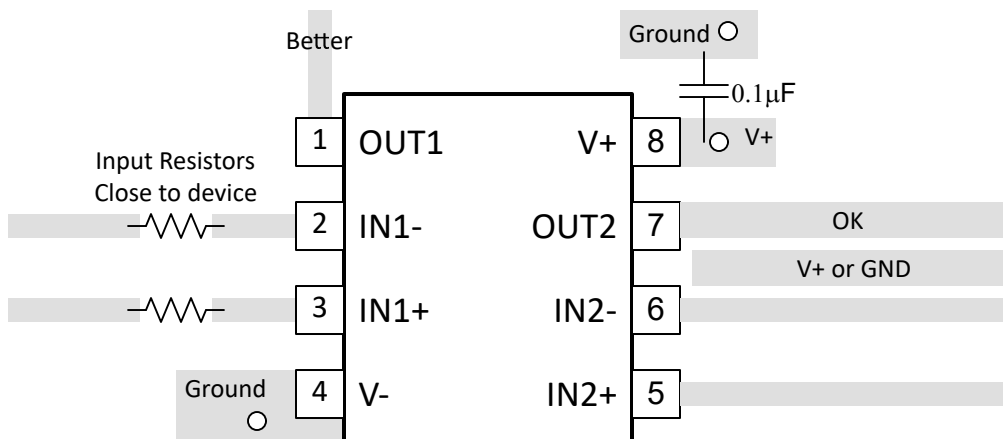 Better
Ground
0.1µF
1 OUT1
V+ 8
V+
Input Resistors
Close to device
2 IN1-
OUT2 7
OK
V+ or GND
3 IN1+
IN2- 6
Ground
4 V-
IN2+ 5